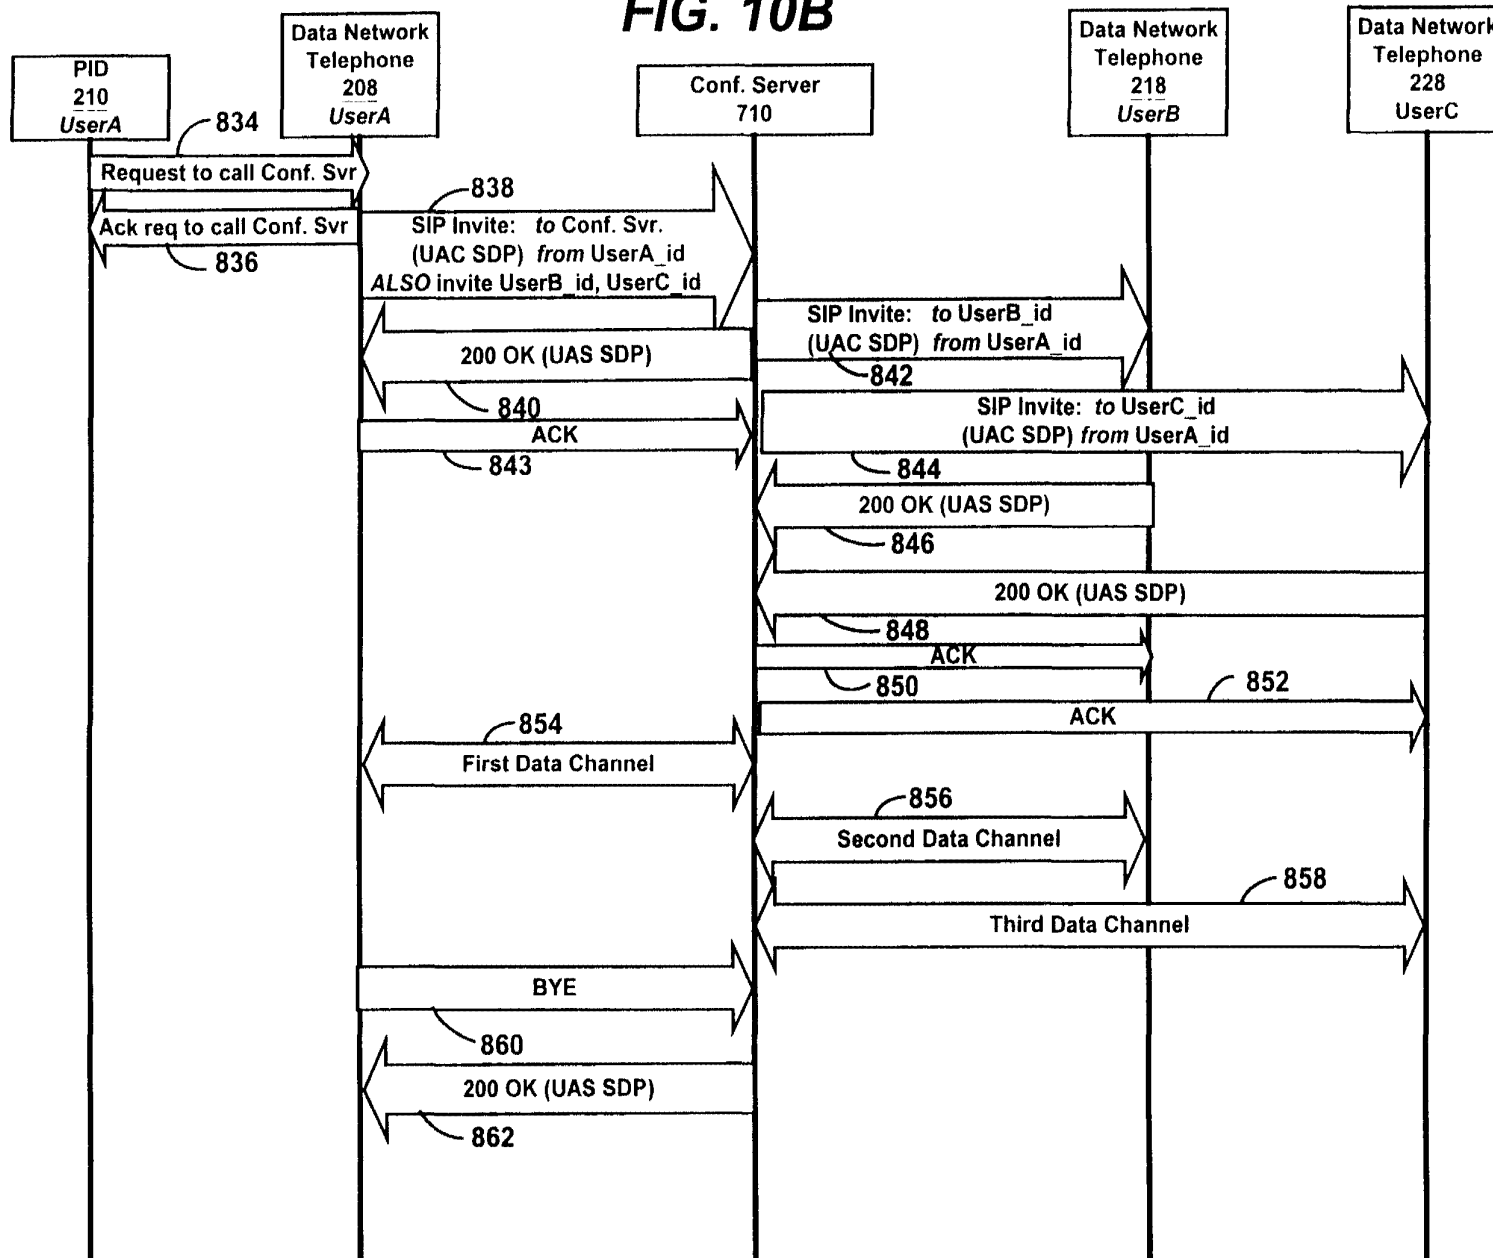 FIG. 10B
PID
210
UserA
Data Network
Telephone
208
UserA
Conf. Server
710
Data Network
Telephone
218
UserB
Data Network
Telephone
228
UserC
834
Request to call Conf. Svr
Ack req to call Conf. Svr
836
838
SIP Invite: to Conf. Svr.
(UAC SDP) from UserA_id
ALSO invite UserB_id, UserC_id
200 OK (UAS SDP)
840
SIP Invite: to UserB_id
(UAC SDP) from UserA_id
842
ACK
843
SIP Invite: to UserC_id
(UAC SDP) from UserA_id
844
200 OK (UAS SDP)
846
200 OK (UAS SDP)
848
ACK
850
852
ACK
854
First Data Channel
856
Second Data Channel
858
Third Data Channel
BYE
860
200 OK (UAS SDP)
862